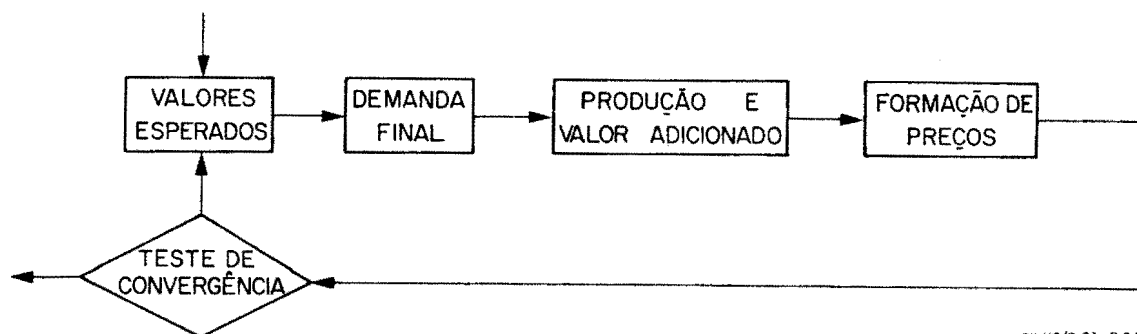 VALORES
ESPERADOS
DEMANDA
FINAL
PRODUÇÃO E
VALOR ADICIONADO
FORMAÇÃO DE
PREÇOS
TESTE DE
CONVERGÊNCIA